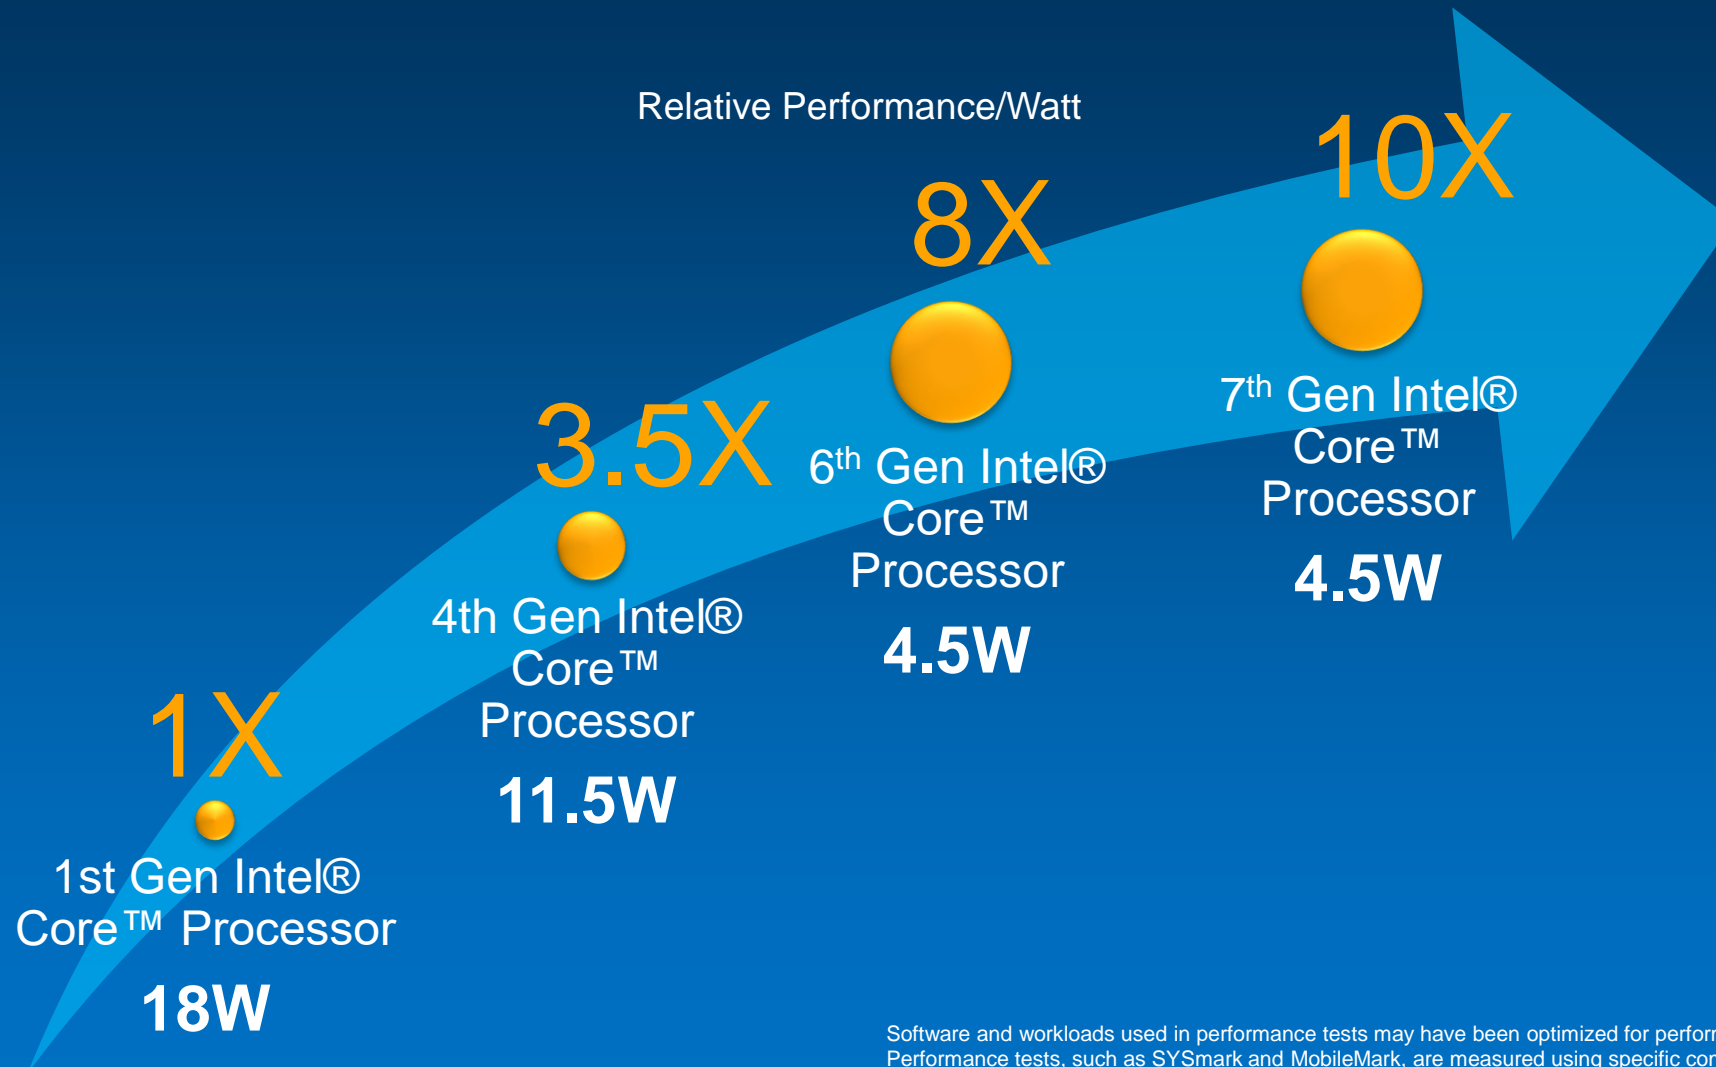 Relative Performance/Watt
1X
1st Gen Intel®
Core™ Processor
18W
3.5X
4th Gen Intel®
Core™
Processor
11.5W
8X
6th Gen Intel®
Core™
Processor
4.5W
10X
7th Gen Intel®
Core™
Processor
4.5W
Software and workloads used in performance tests may have been optimized for
Performance tests, such as SYSmark and MobileMark, are measured using specific